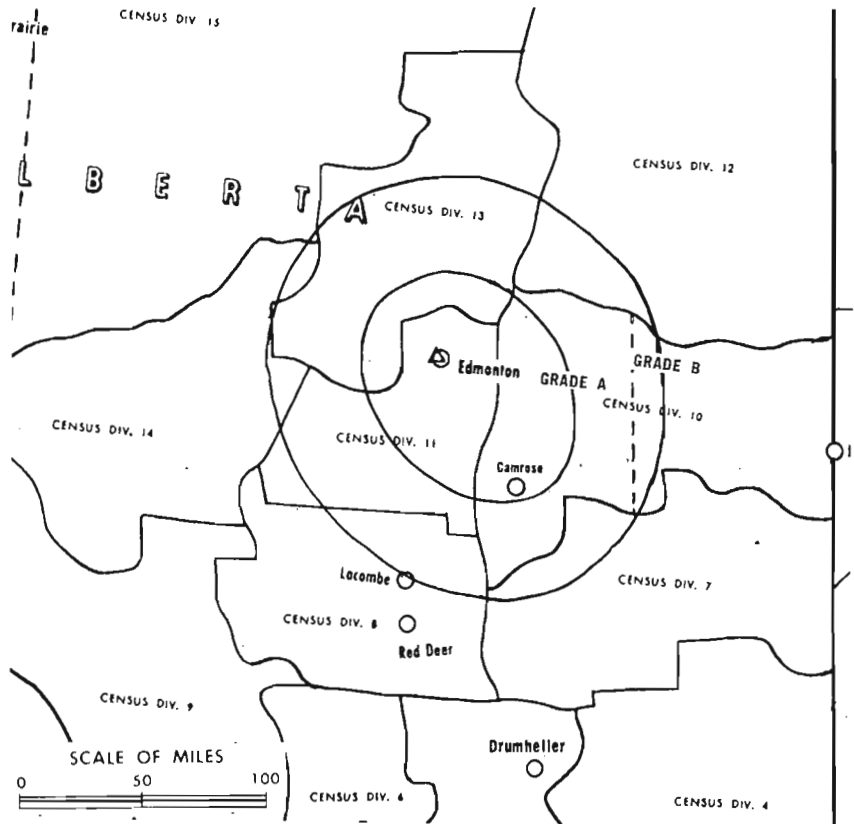 CENSUS DIV. 15
rairie
CENSUS DIV. 12
L B E R T A
CENSUS DIV. 13
Edmonton
GRADE A
GRADE B
CENSUS DIV. 10
CENSUS DIV. 14
CENSUS DIV. 11
Camrose
Lacombe
CENSUS DIV. 7
CENSUS DIV. 8
Red Deer
CENSUS DIV. 9
SCALE OF MILES
0 50 100
Drumheller
CENSUS DIV. 6
CENSUS DIV. 4